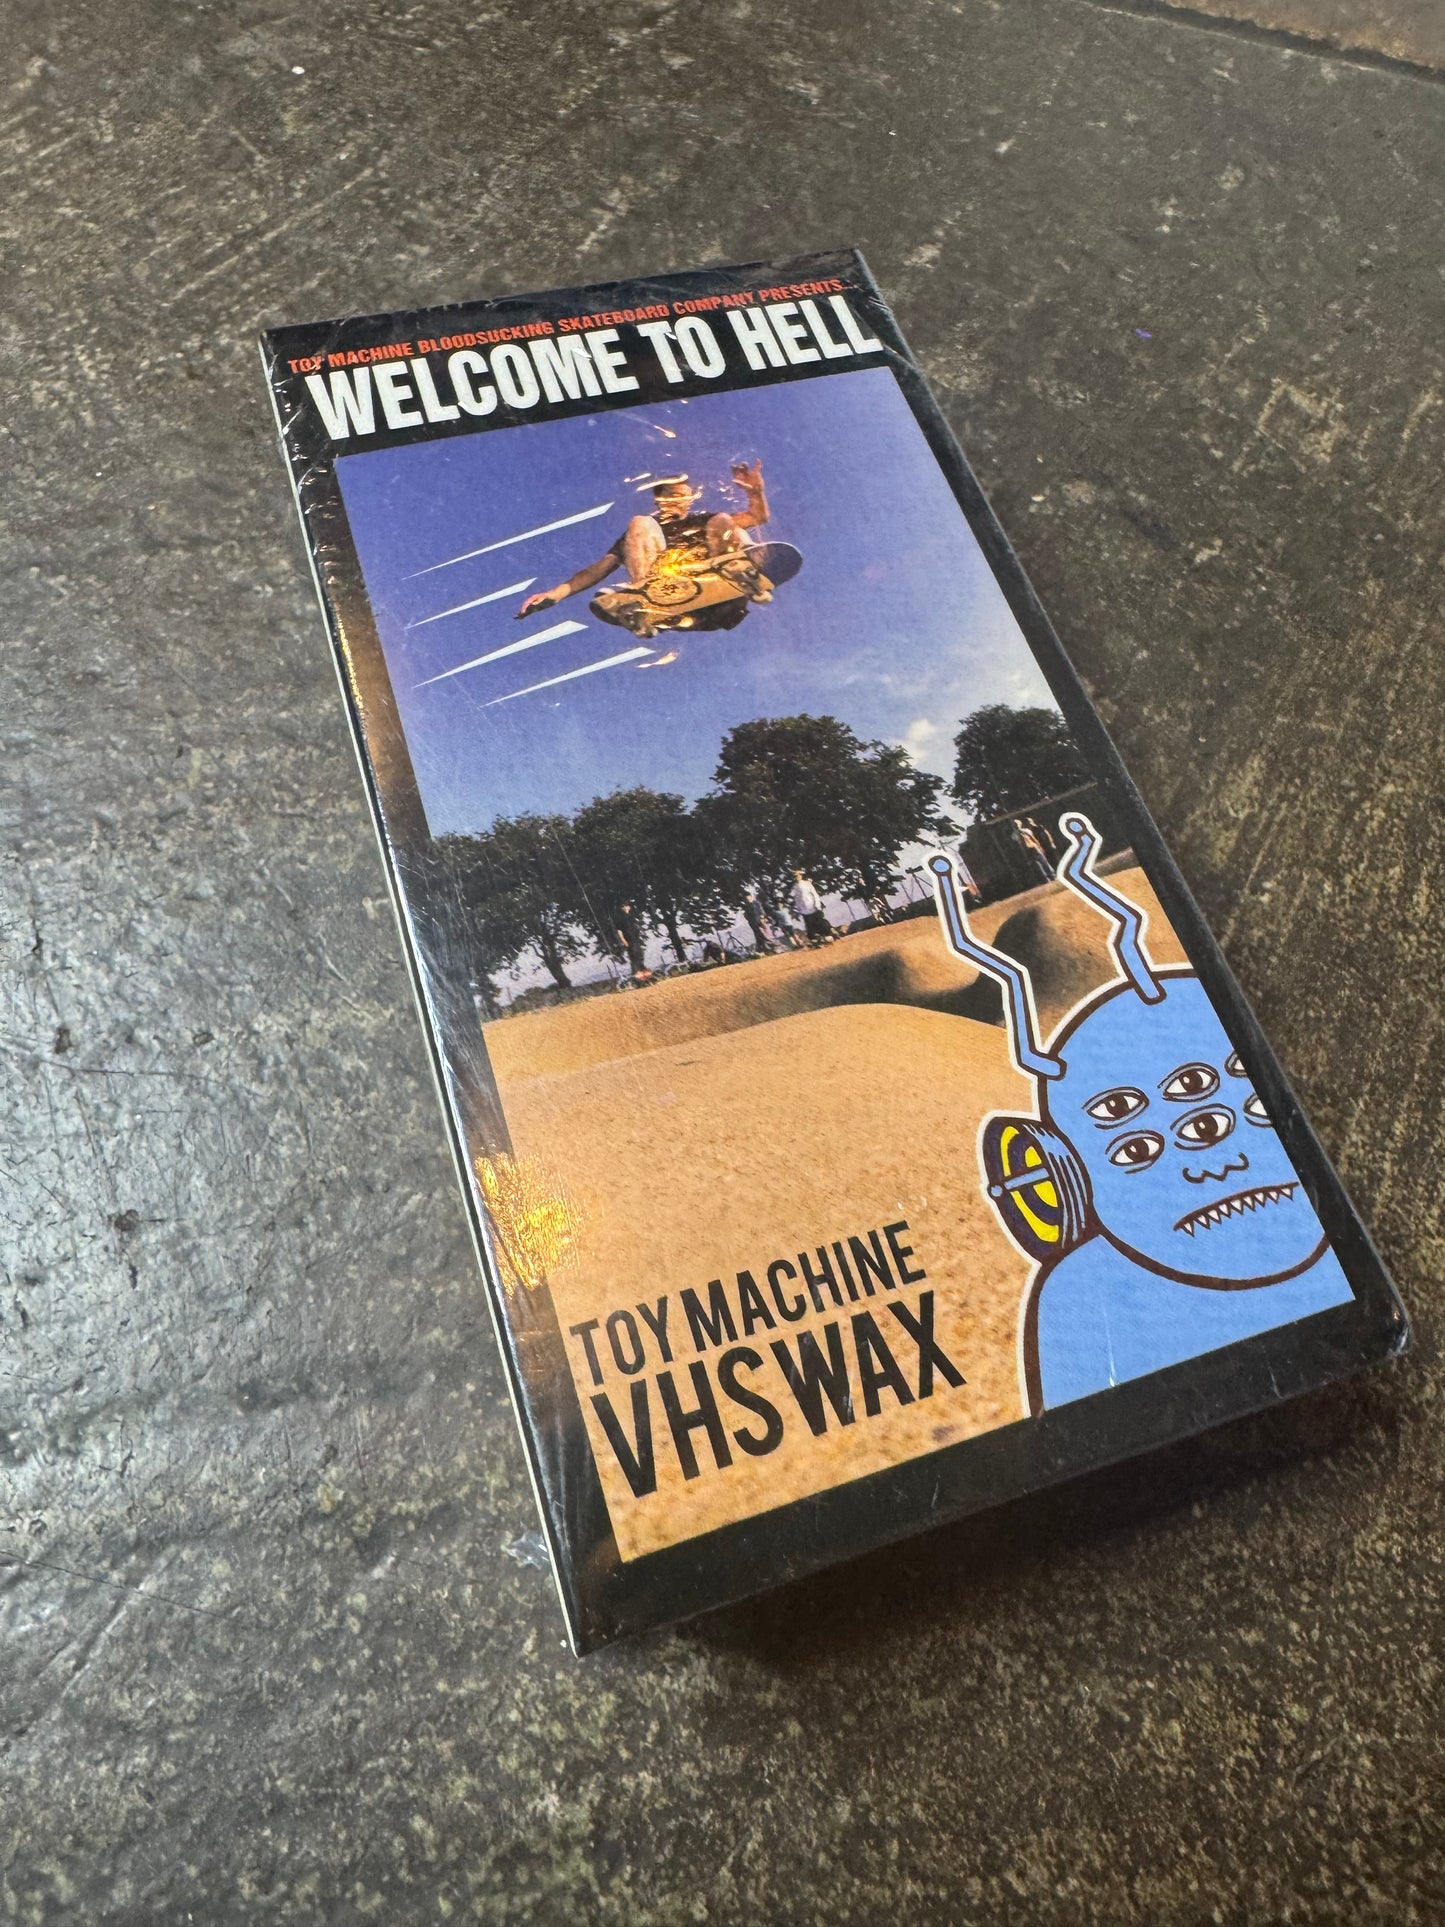 TOY MACHINE BLOODSUCKING SKATEBOARD COMPANY PRESENTS...
WELCOME TO HELL
TOY MACHINE
VHS WAX